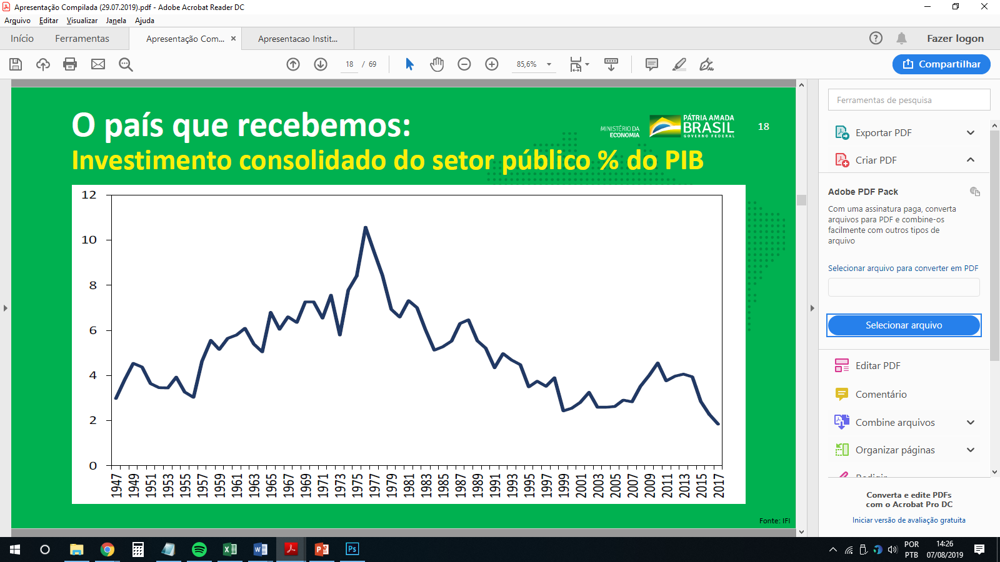 Apresentação Compilada (29.07.2019).pdf - Adobe Acrobat Reader DC
Arquivo Editar Visualizar Janela Ajuda
Início Ferramentas Apresentação Com... × Apresentacao Instit... Fazer logon
18 / 69 85,6% Compartilhar
O país que recebemos:
MINISTÉRIO DA
ECONOMIA
PÁTRIA AMADA
BRASIL
GOVERNO FEDERAL
18
Investimento consolidado do setor público % do PIB
12
10
8
6
4
2
0
1947 1949 1951 1953 1955 1957 1959 1961 1963 1965 1967 1969 1971 1973 1975 1977 1979 1981 1983 1985 1987 1989 1991 1993 1995 1997 1999 2001 2003 2005 2007 2009 2011 2013 2015 2017
Fonte: IFI
Ferramentas de pesquisa
Exportar PDF
Criar PDF
Adobe PDF Pack
Com uma assinatura paga, converta
arquivos para PDF e combine-os
facilmente com outros tipos de
arquivo
Selecionar arquivo para converter em PDF
Selecionar arquivo
Editar PDF
Comentário
Combine arquivos
Organizar páginas
Redigir
Converta e edite PDFs
com o Acrobat Pro DC
Iniciar versão de avaliação gratuita
POR
PTB
14:26
07/08/2019